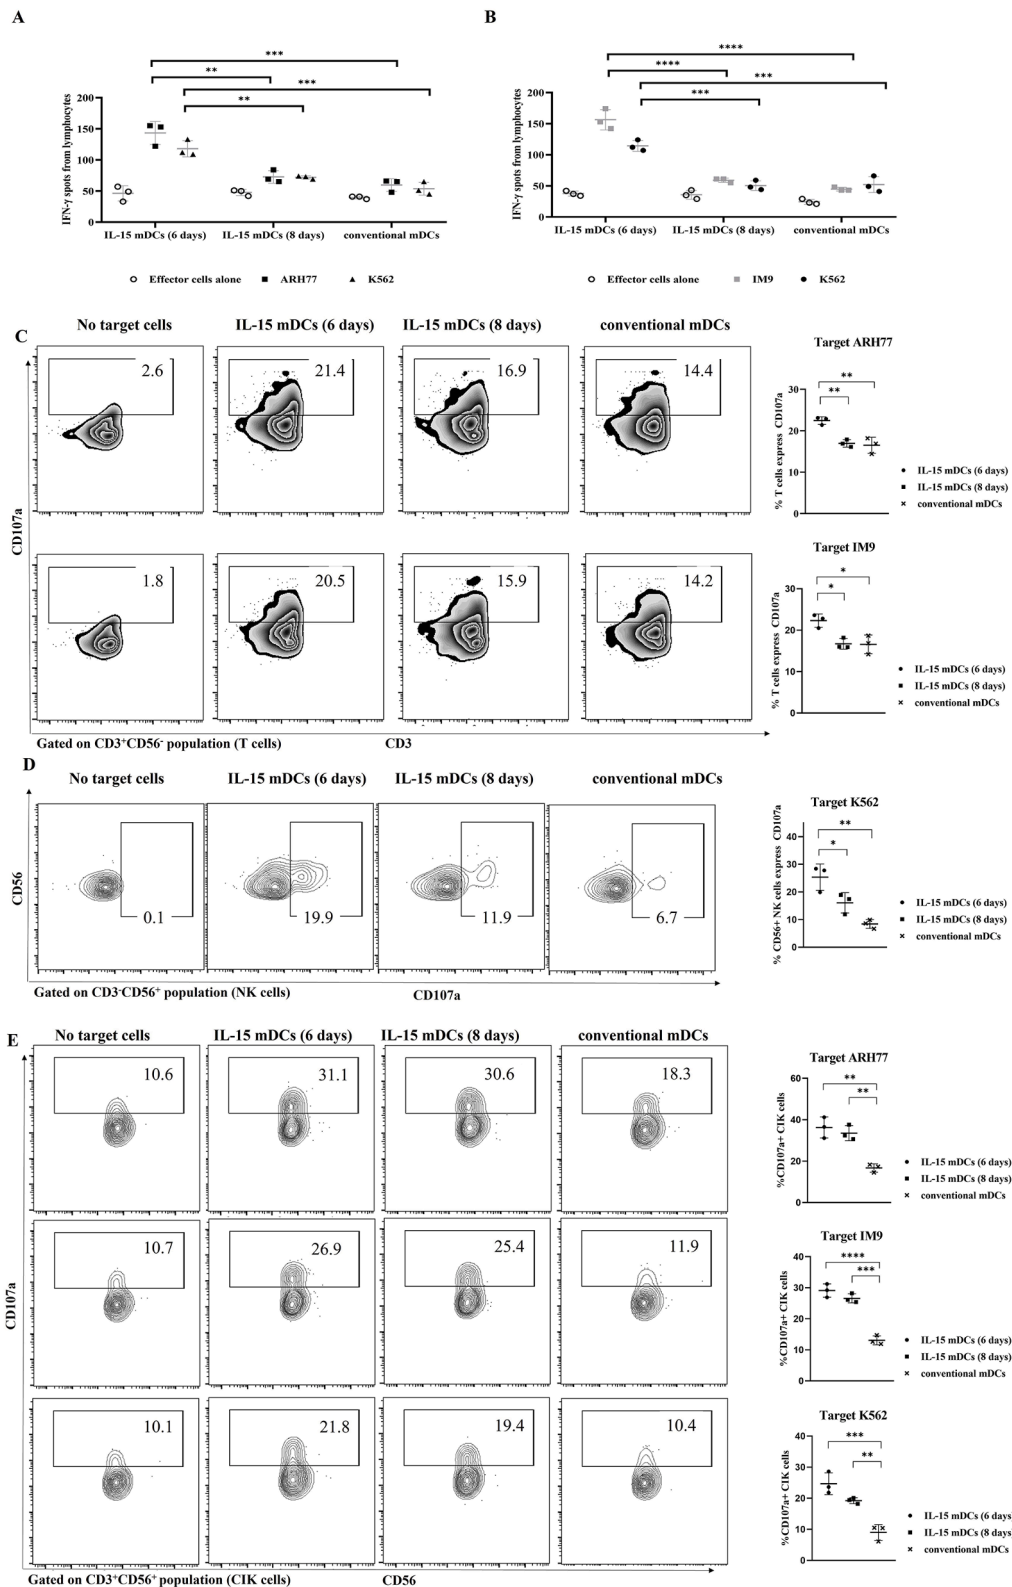 A
B
IFN-γ spots from lymphocytes
200
150
100
50
0
***
**
***
**
IL-15 mDCs (6 days)
IL-15 mDCs (8 days)
conventional mDCs
Effector cells alone
ARH77
K562
IFN-γ spots from lymphocytes
200
150
100
50
0
****
****
***
***
IL-15 mDCs (6 days)
IL-15 mDCs (8 days)
conventional mDCs
Effector cells alone
IM9
K562
C
No target cells
IL-15 mDCs (6 days)
IL-15 mDCs (8 days)
conventional mDCs
2.6
21.4
16.9
14.4
CD107a
1.8
20.5
15.9
14.2
Gated on CD3⁺CD56⁻ population (T cells)
CD3
Target ARH77
% T cells express CD107a
30
20
10
0
**
**
IL-15 mDCs (6 days)
IL-15 mDCs (8 days)
conventional mDCs
Target IM9
% T cells express CD107a
30
20
10
0
*
*
IL-15 mDCs (6 days)
IL-15 mDCs (8 days)
conventional mDCs
D
No target cells
IL-15 mDCs (6 days)
IL-15 mDCs (8 days)
conventional mDCs
CD56
0.1
19.9
11.9
6.7
Gated on CD3⁻CD56⁺ population (NK cells)
CD107a
Target K562
% CD56+ NK cells express CD107a
40
30
20
10
0
**
*
IL-15 mDCs (6 days)
IL-15 mDCs (8 days)
conventional mDCs
E
No target cells
IL-15 mDCs (6 days)
IL-15 mDCs (8 days)
conventional mDCs
10.6
31.1
30.6
18.3
CD107a
10.7
26.9
25.4
11.9
10.1
21.8
19.4
10.4
Gated on CD3⁺CD56⁺ population (CIK cells)
CD56
Target ARH77
%CD107a+ CIK cells
60
40
20
0
**
**
IL-15 mDCs (6 days)
IL-15 mDCs (8 days)
conventional mDCs
Target IM9
%CD107a+ CIK cells
40
30
20
10
0
****
***
IL-15 mDCs (6 days)
IL-15 mDCs (8 days)
conventional mDCs
Target K562
%CD107a+ CIK cells
40
30
20
10
0
***
**
IL-15 mDCs (6 days
IL-15 mDCs (8 days
conventional mDCs